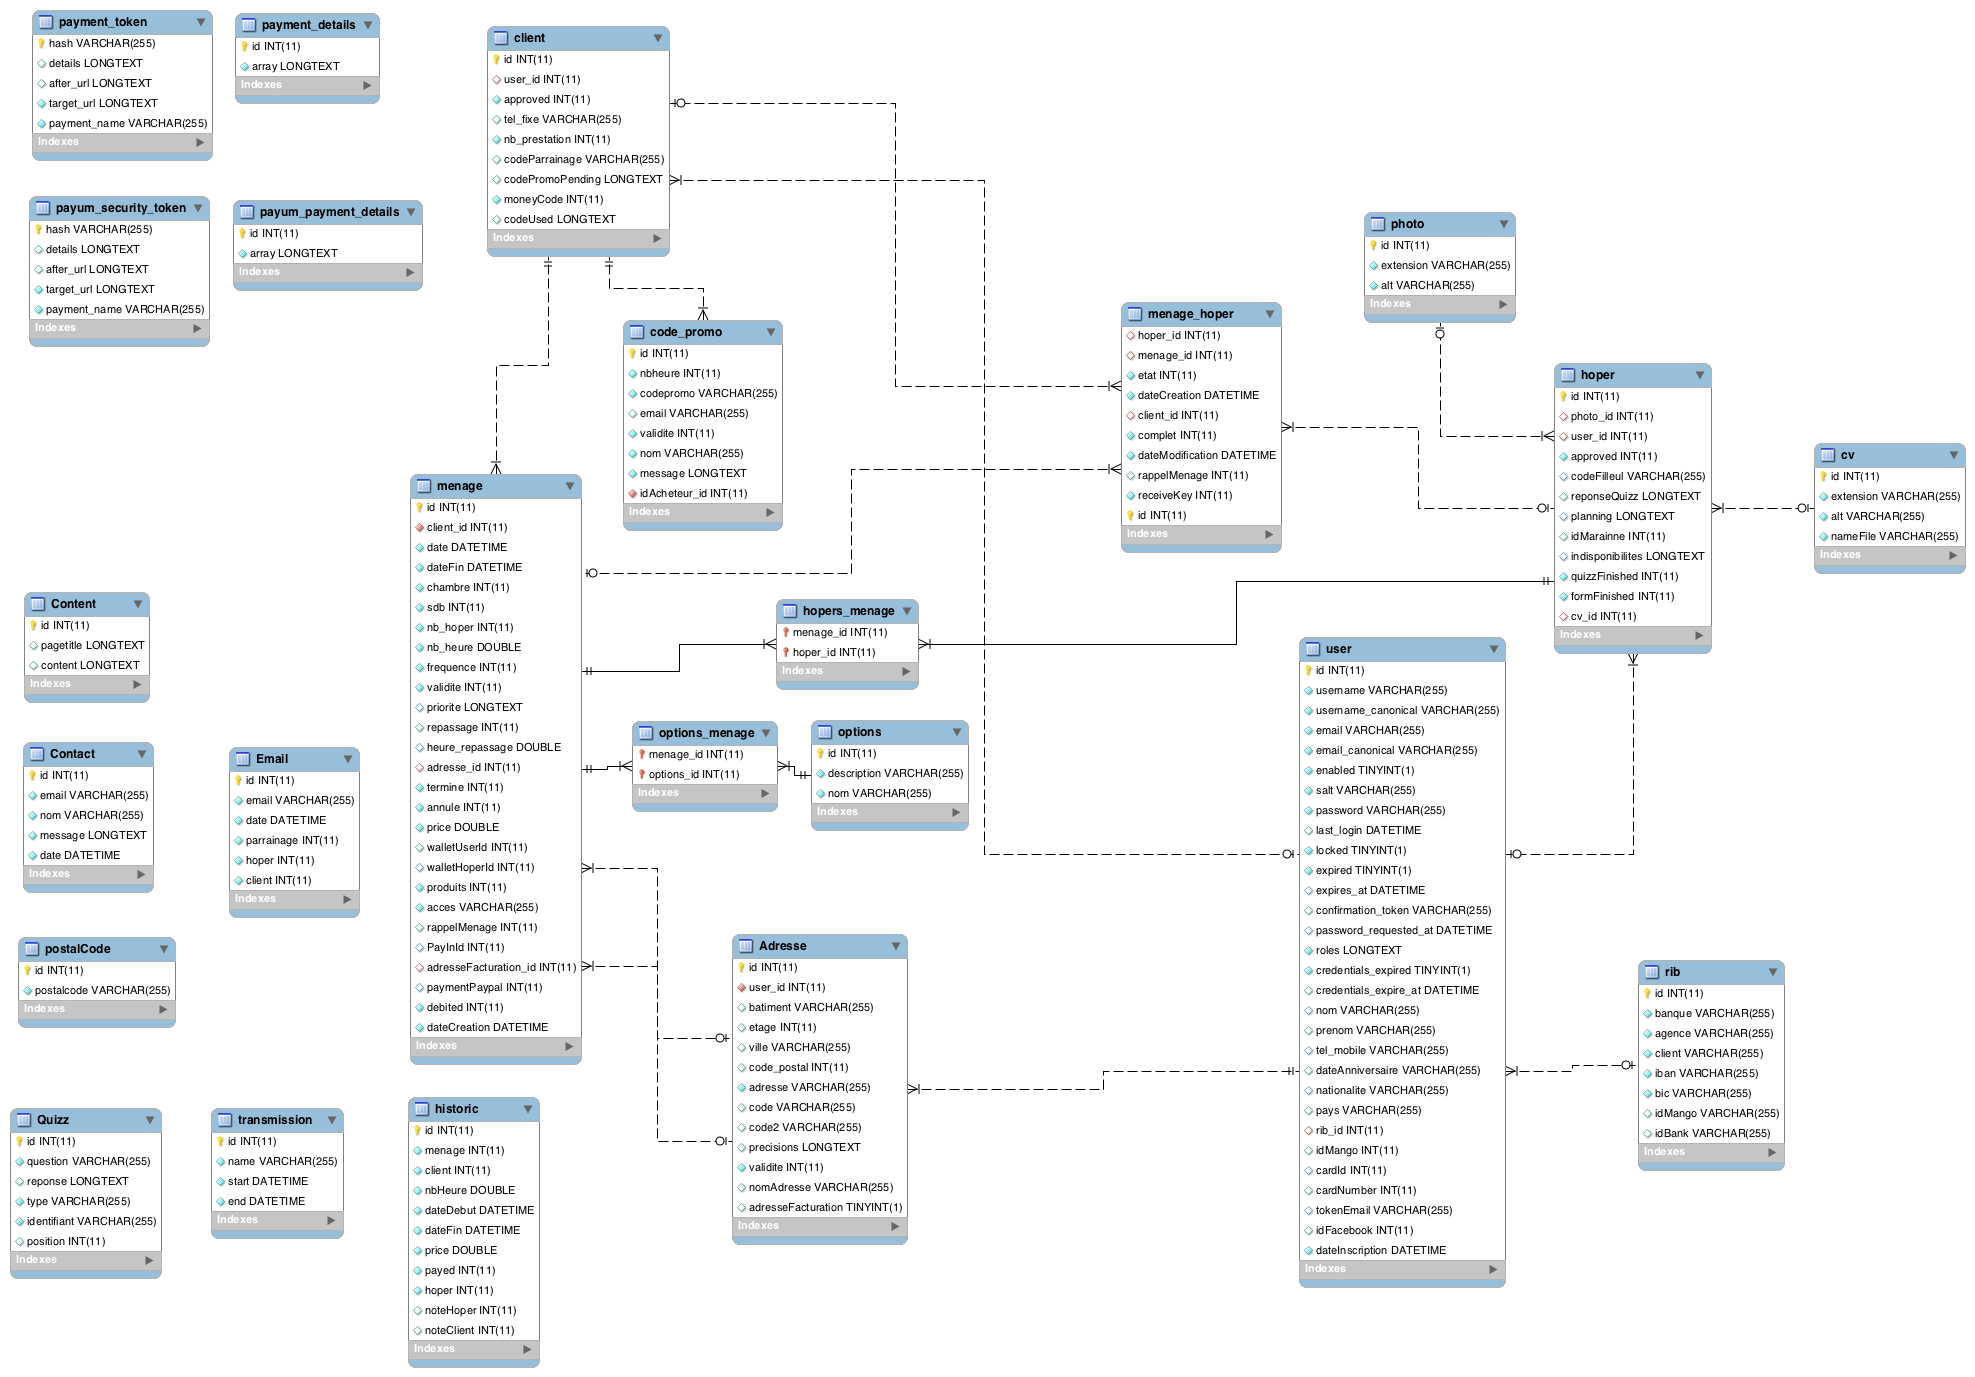 payment_token
hash VARCHAR(255)
details LONGTEXT
after_url LONGTEXT
target_url LONGTEXT
payment_name VARCHAR(255)
Indexes
payment_details
id INT(11)
array LONGTEXT
Indexes
client
id INT(11)
user_id INT(11)
approved INT(11)
tel_fixe VARCHAR(255)
nb_prestation INT(11)
codeParrainage VARCHAR(255)
codePromoPending LONGTEXT
moneyCode INT(11)
codeUsed LONGTEXT
Indexes
payum_security_token
hash VARCHAR(255)
details LONGTEXT
after_url LONGTEXT
target_url LONGTEXT
payment_name VARCHAR(255)
Indexes
payum_payment_details
id INT(11)
array LONGTEXT
Indexes
photo
id INT(11)
extension VARCHAR(255)
alt VARCHAR(255)
Indexes
code_promo
id INT(11)
nbheure INT(11)
codepromo VARCHAR(255)
email VARCHAR(255)
validite INT(11)
nom VARCHAR(255)
message LONGTEXT
idAcheteur_id INT(11)
Indexes
menage_hoper
hoper_id INT(11)
menage_id INT(11)
etat INT(11)
dateCreation DATETIME
client_id INT(11)
complet INT(11)
dateModification DATETIME
rappelMenage INT(11)
receiveKey INT(11)
id INT(11)
Indexes
hoper
id INT(11)
photo_id INT(11)
user_id INT(11)
approved INT(11)
codeFilleul VARCHAR(255)
reponseQuizz LONGTEXT
planning LONGTEXT
idMarainne INT(11)
indisponibilites LONGTEXT
quizzFinished INT(11)
formFinished INT(11)
cv_id INT(11)
Indexes
cv
id INT(11)
extension VARCHAR(255)
alt VARCHAR(255)
nameFile VARCHAR(255)
Indexes
menage
id INT(11)
client_id INT(11)
date DATETIME
dateFin DATETIME
chambre INT(11)
sdb INT(11)
nb_hoper INT(11)
nb_heure DOUBLE
frequence INT(11)
validite INT(11)
priorite LONGTEXT
repassage INT(11)
heure_repassage DOUBLE
adresse_id INT(11)
termine INT(11)
annule INT(11)
price DOUBLE
walletUserId INT(11)
walletHoperId INT(11)
produits INT(11)
acces VARCHAR(255)
rappelMenage INT(11)
PayInId INT(11)
adresseFacturation_id INT(11)
paymentPaypal INT(11)
debited INT(11)
dateCreation DATETIME
Indexes
hopers_menage
menage_id INT(11)
hoper_id INT(11)
Indexes
options_menage
menage_id INT(11)
options_id INT(11)
Indexes
options
id INT(11)
description VARCHAR(255)
nom VARCHAR(255)
Indexes
Content
id INT(11)
pagetitle LONGTEXT
content LONGTEXT
Indexes
Contact
id INT(11)
email VARCHAR(255)
nom VARCHAR(255)
message LONGTEXT
date DATETIME
Indexes
Email
id INT(11)
email VARCHAR(255)
date DATETIME
parrainage INT(11)
hoper INT(11)
client INT(11)
Indexes
user
id INT(11)
username VARCHAR(255)
username_canonical VARCHAR(255)
email VARCHAR(255)
email_canonical VARCHAR(255)
enabled TINYINT(1)
salt VARCHAR(255)
password VARCHAR(255)
last_login DATETIME
locked TINYINT(1)
expired TINYINT(1)
expires_at DATETIME
confirmation_token VARCHAR(255)
password_requested_at DATETIME
roles LONGTEXT
credentials_expired TINYINT(1)
credentials_expire_at DATETIME
nom VARCHAR(255)
prenom VARCHAR(255)
tel_mobile VARCHAR(255)
dateAnniversaire VARCHAR(255)
nationalite VARCHAR(255)
pays VARCHAR(255)
rib_id INT(11)
idMango INT(11)
cardId INT(11)
cardNumber INT(11)
tokenEmail VARCHAR(255)
idFacebook INT(11)
dateInscription DATETIME
Indexes
postalCode
id INT(11)
postalcode VARCHAR(255)
Indexes
Adresse
id INT(11)
user_id INT(11)
batiment VARCHAR(255)
etage INT(11)
ville VARCHAR(255)
code_postal INT(11)
adresse VARCHAR(255)
code VARCHAR(255)
code2 VARCHAR(255)
precisions LONGTEXT
validite INT(11)
nomAdresse VARCHAR(255)
adresseFacturation TINYINT(1)
Indexes
rib
id INT(11)
banque VARCHAR(255)
agence VARCHAR(255)
client VARCHAR(255)
iban VARCHAR(255)
bic VARCHAR(255)
idMango VARCHAR(255)
idBank VARCHAR(255)
Indexes
Quizz
id INT(11)
question VARCHAR(255)
reponse LONGTEXT
type VARCHAR(255)
identifiant VARCHAR(255)
position INT(11)
Indexes
transmission
id INT(11)
name VARCHAR(255)
start DATETIME
end DATETIME
Indexes
historic
id INT(11)
menage INT(11)
client INT(11)
nbHeure DOUBLE
dateDebut DATETIME
dateFin DATETIME
price DOUBLE
payed INT(11)
hoper INT(11)
noteHoper INT(11)
noteClient INT(11)
Indexes